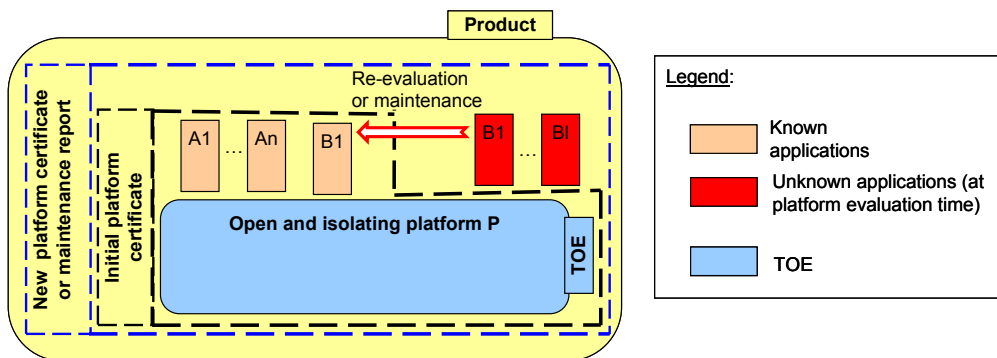 Product
Re-evaluation
or maintenance
A1
...
An
B1
B1
...
Bl
Open and isolating platform P
TOE
Initial platform
certificate
New platform certificate
or maintenance report
Legend:
Known
applications
Unknown applications (at
platform evaluation time)
TOE